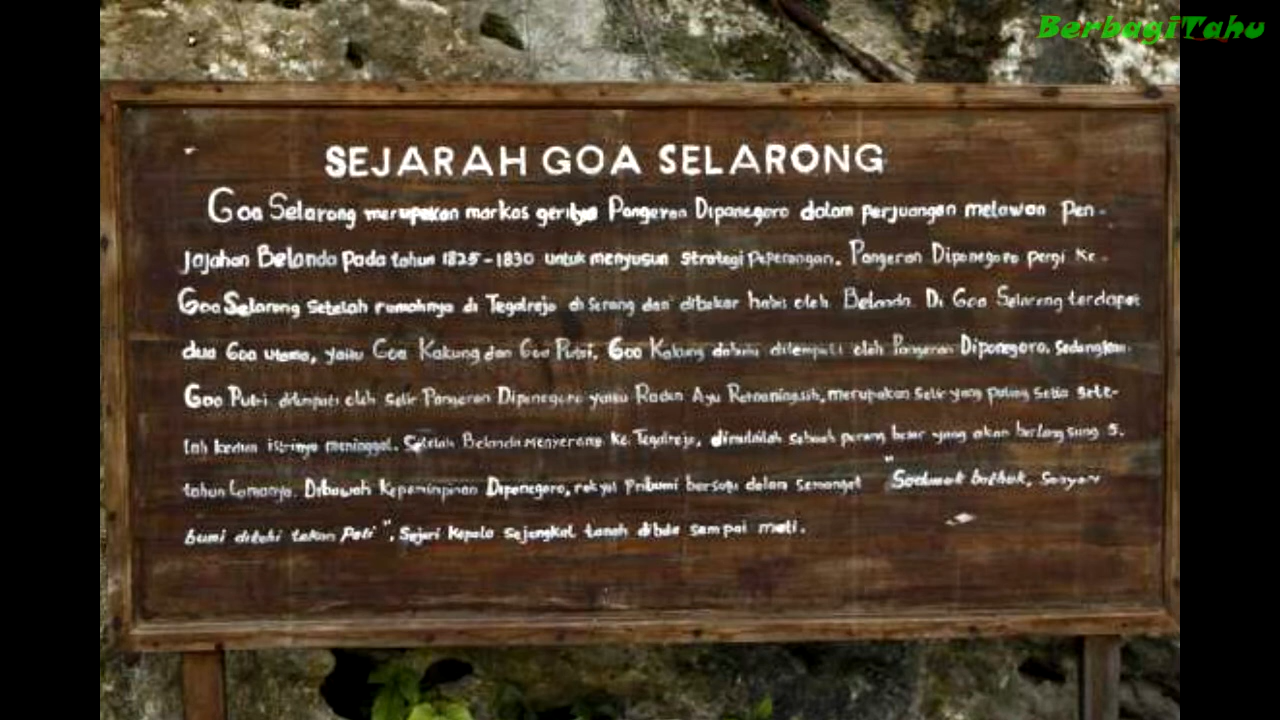 BerbagiTahu
SEJARAH GOA SELARONG
Goa Selarong merupakan markas gerilya Pangeran Diponegoro dalam perjuangan melawan Pen-
jajahan Belanda pada tahun 1825-1830 untuk menyusun strategi peperangan. Pangeran Diponegoro pergi ke-
Goa Selarong setelah rumahnya di Tegalrejo diserang dan dibakar habis oleh Belanda. Di Goa Selarong terdapat
dua Goa utama, yaitu Goa Kakung dan Goa Putri. Goa Kakung dahulu ditempati oleh Pangeran Diponegoro. Sedangkan
Goa Putri ditempati oleh selir Pangeran Diponegoro yaitu Raden Ayu Retnaningsih, merupakan selir yang paling setia sete-
lah kedua istrinya meninggal. Setelah Belanda menyerang ke Tegalrejo, dimulailah sebuah perang besar yang akan berlangsung 5.
tahun lamanya. Dibawah Kepemimpinan Diponegoro, rakyat pribumi bersatu dalam semangat "Sadumuk bathuk, Sanyari
bumi ditohi tekan Pati", Sejari Kepala sejengkal tanah dibela sampai mati.